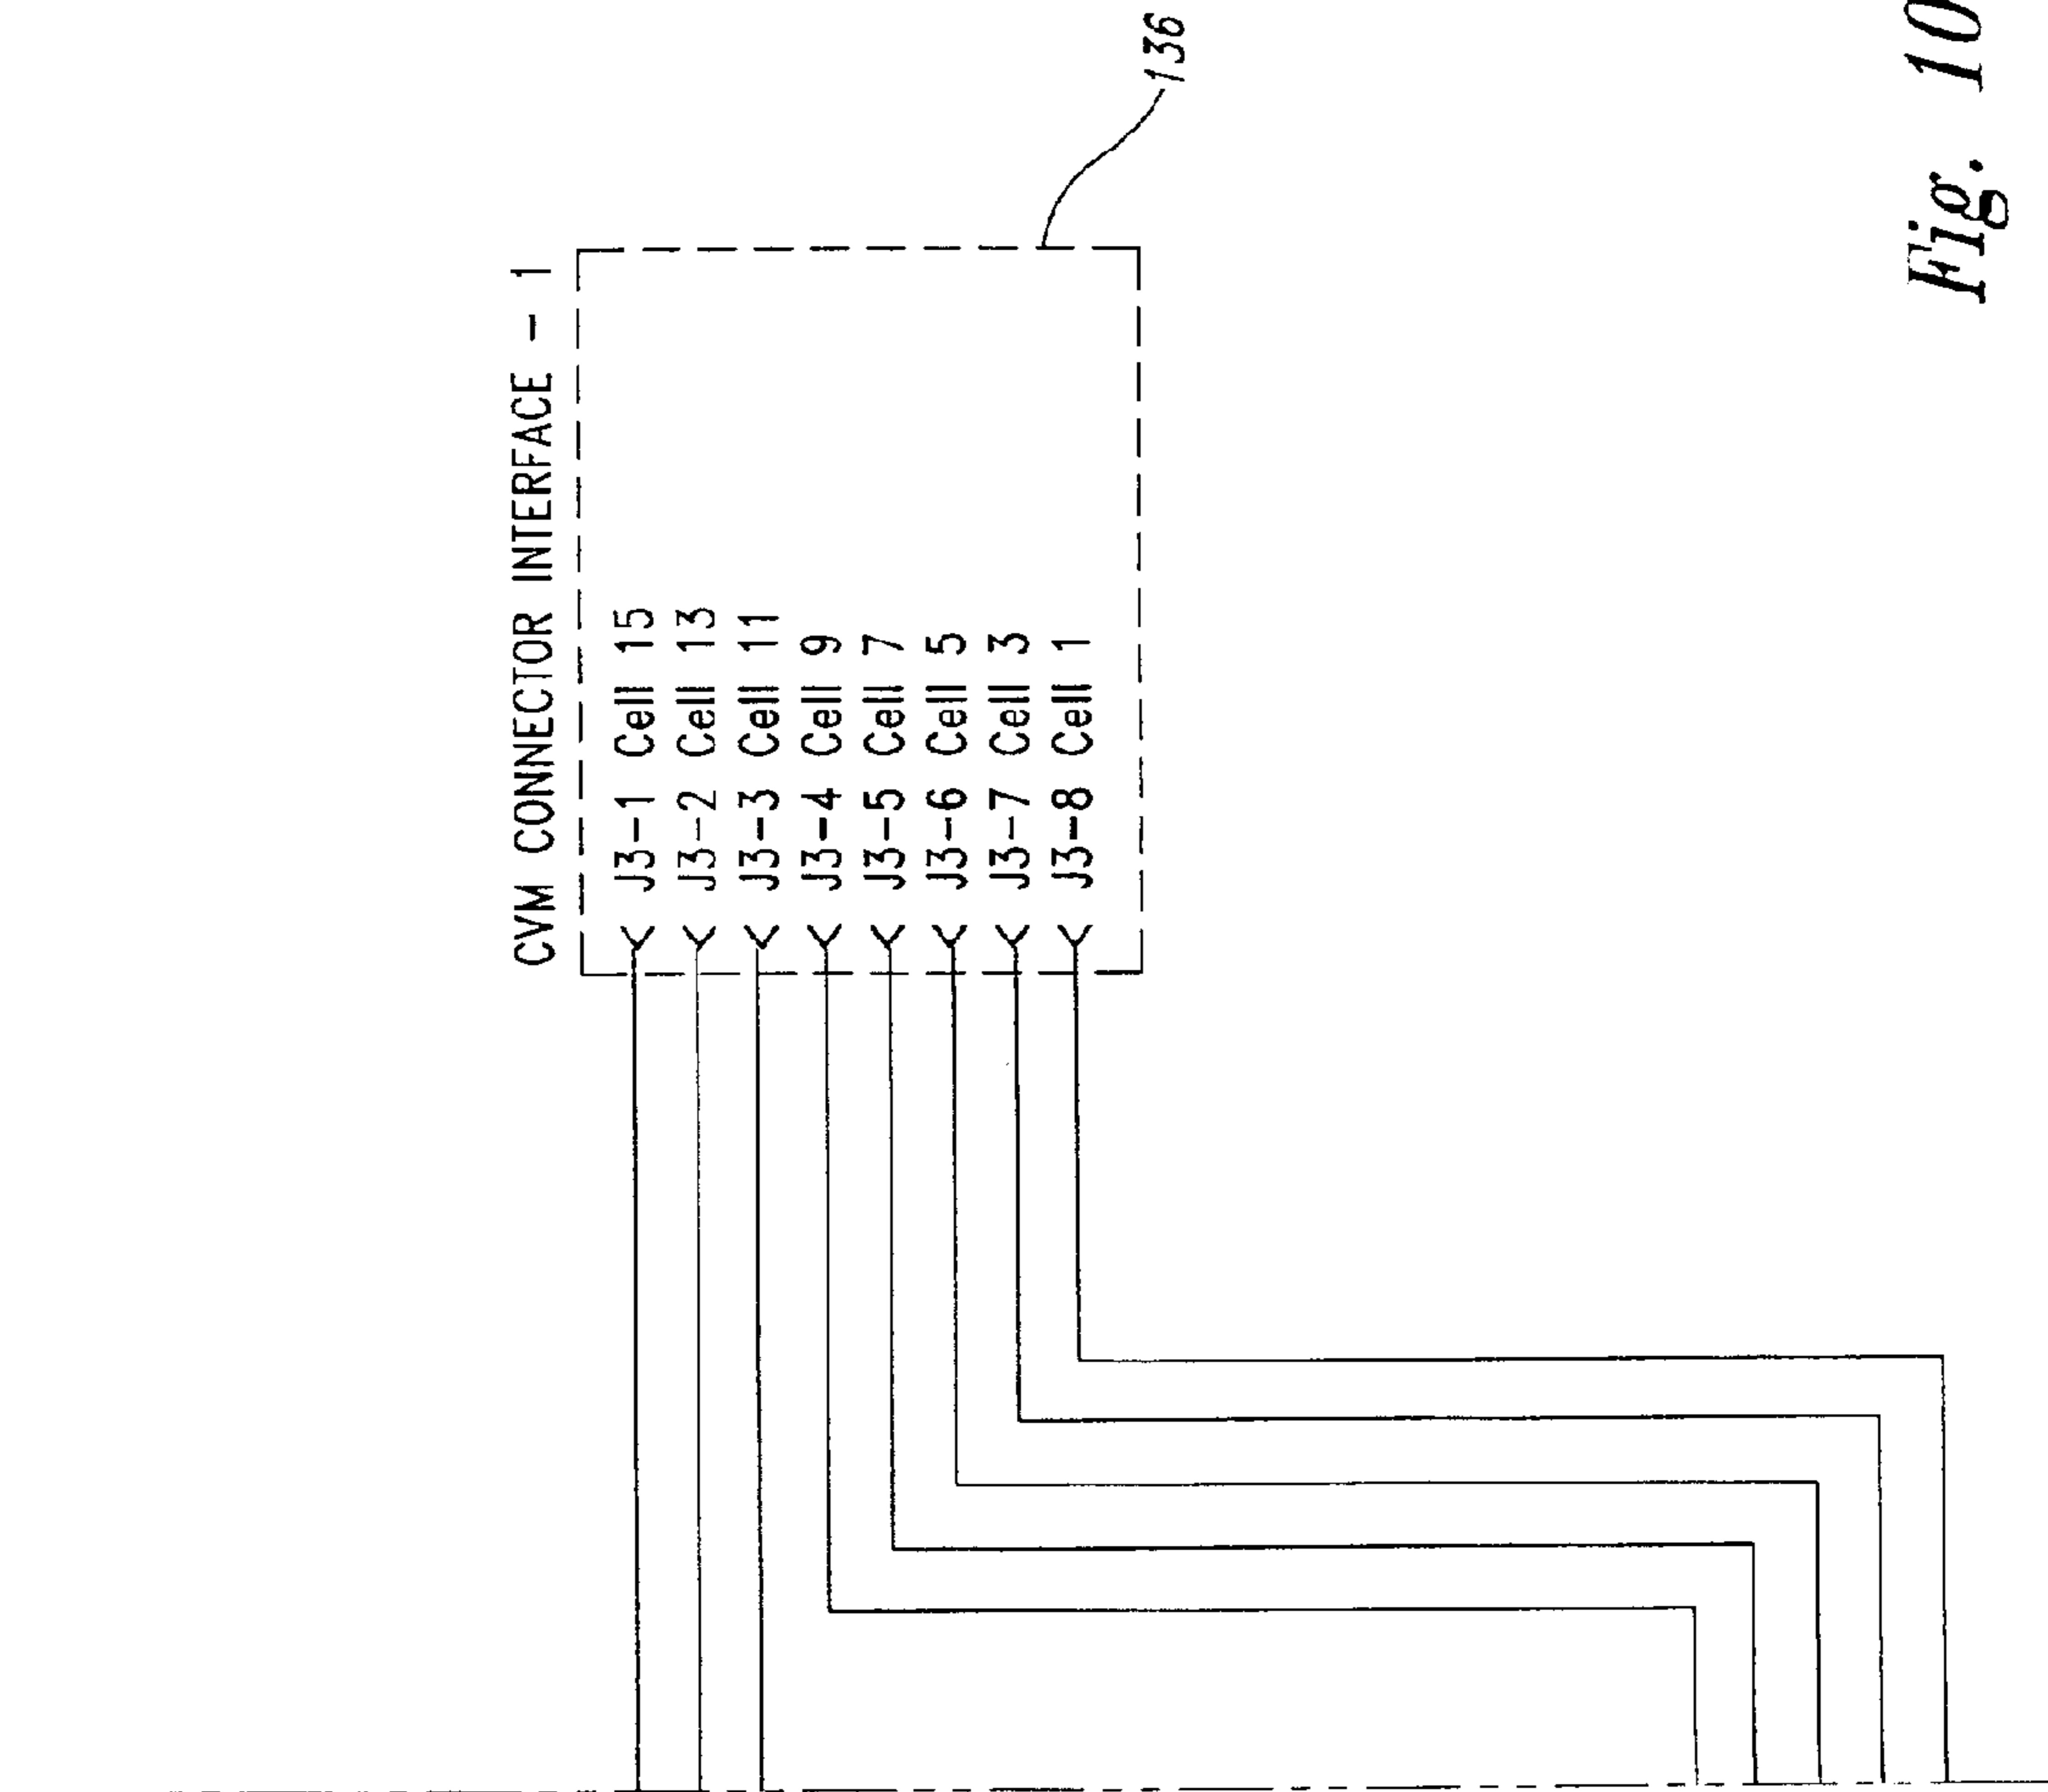 CVM CONNECTOR INTERFACE - 1
J3-1 Cell 15
J3-2 Cell 13
J3-3 Cell 11
J3-4 Cell 9
J3-5 Cell 7
J3-6 Cell 5
J3-7 Cell 3
J3-8 Cell 1
136
Fig. 10